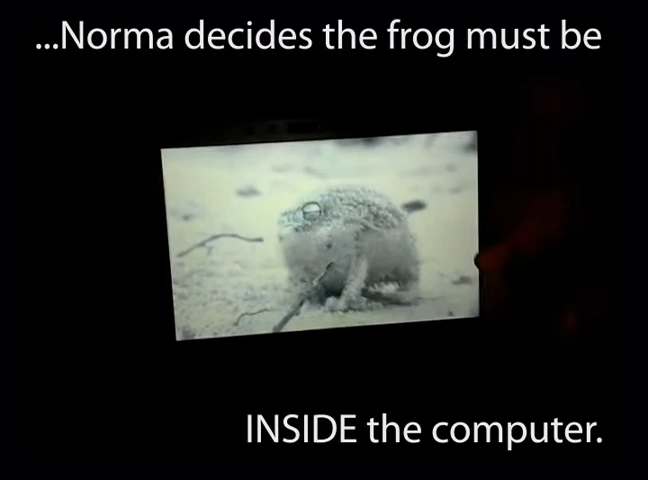 ...Norma decides the frog must be
INSIDE the computer.